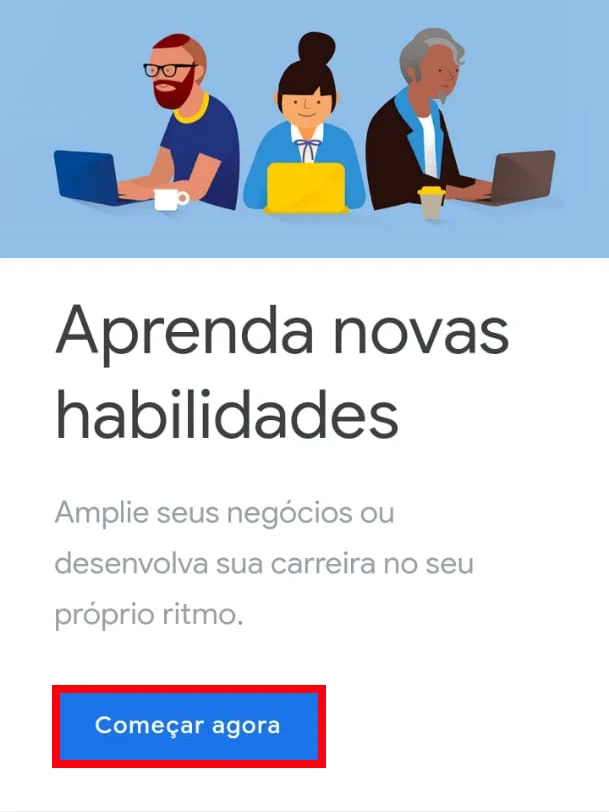 Aprenda novas
habilidades
Amplie seus negócios ou
desenvolva sua carreira no seu
próprio ritmo.
Começar agora